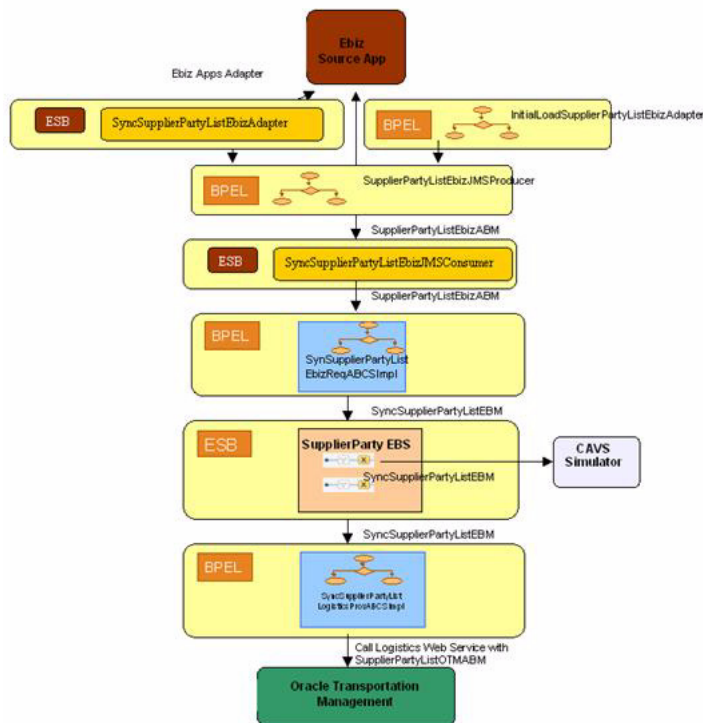 Ebiz
Source App
Ebiz Apps Adapter
ESB
SyncSupplierPartyListEbizAdapter
InitialLoadSupplierPartyListEbizAdapter
BPEL
BPEL
SupplierPartyListEbizJMSProducer
SupplierPartyListEbizABM
ESB
SyncSupplierPartyListEbizJMSConsumer
SupplierPartyListEbizABM
BPEL
SynSupplierPartyList
EbizReqABCSImpl
SyncSupplierPartyListEBM
ESB
SupplierParty EBS
SyncSupplierPartyListEBM
CAVS
Simulator
SyncSupplierPartyListEBM
BPEL
SyncSupplierPartyList
Logistics ProvABCSImpl
Call Logistics Web Service with
SupplierPartyListOTMABM
Oracle Transportation
Management